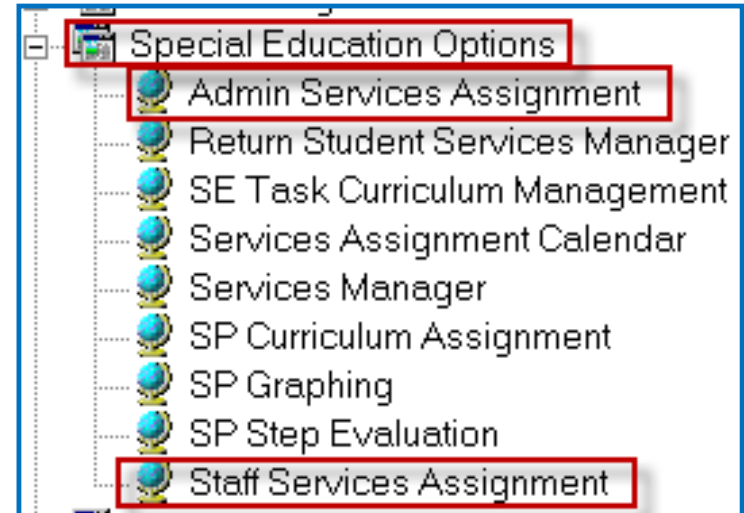 Special Education Options
Admin Services Assignment
Return Student Services Manager
SE Task Curriculum Management
Services Assignment Calendar
Services Manager
SP Curriculum Assignment
SP Graphing
SP Step Evaluation
Staff Services Assignment